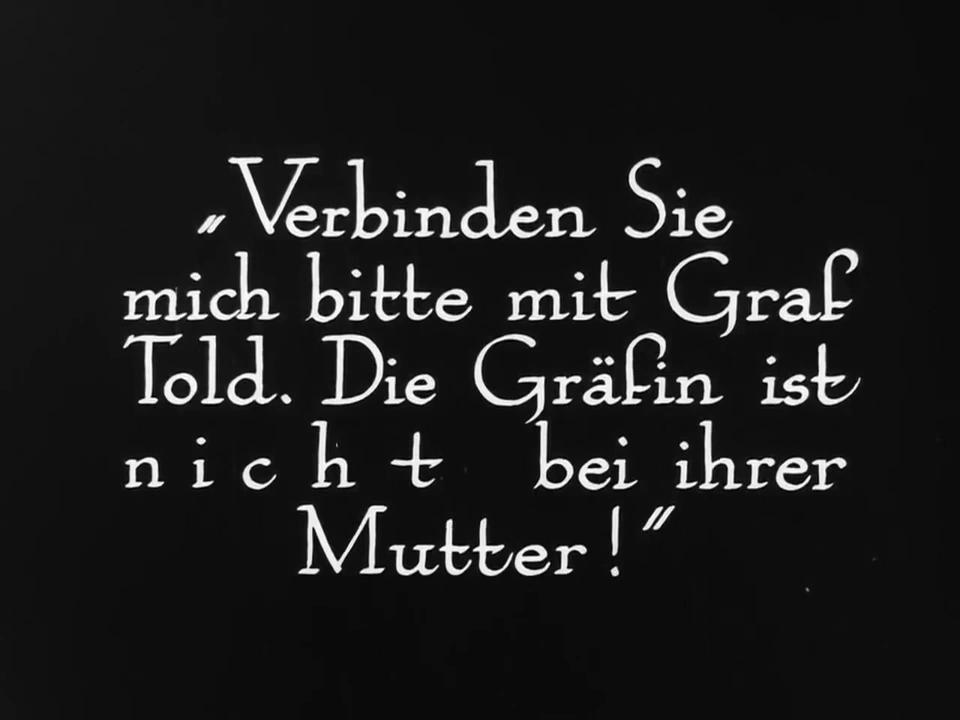 „Verbinden Sie
mich bitte mit Graf
Told. Die Gräfin ist
n i c h t bei ihrer
Mutter!“